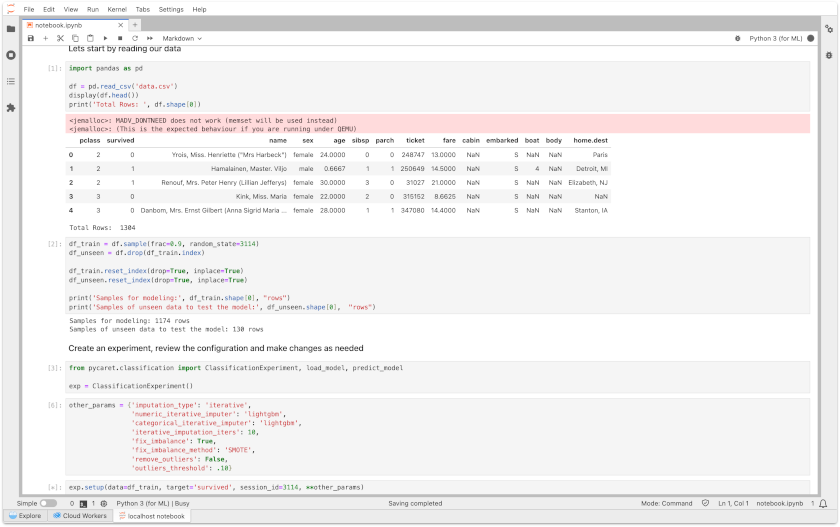 File Edit View Run Kernel Tabs Settings Help
notebook.ipynb × +
Markdown Python 3 (for ML)
Lets start by reading our data
[1]: import pandas as pd
df = pd.read_csv('data.csv')
display(df.head())
print('Total Rows: ', df.shape[0])
<jemalloc>: MADV_DONTNEED does not work (memset will be used instead)
<jemalloc>: (This is the expected behaviour if you are running under QEMU)
pclass survived name sex age sibsp parch ticket fare cabin embarked boat body home.dest
0 2 0 Yrois, Miss. Henriette ("Mrs Harbeck") female 24.0000 0 0 248747 13.0000 NaN S NaN NaN Paris
1 2 1 Hamalainen, Master. Viljo male 0.6667 1 1 250649 14.5000 NaN S 4 NaN Detroit, MI
2 2 1 Renouf, Mrs. Peter Henry (Lillian Jefferys) female 30.0000 3 0 31027 21.0000 NaN S NaN NaN Elizabeth, NJ
3 3 0 Kink, Miss. Maria female 22.0000 2 0 315152 8.6625 NaN S NaN NaN NaN
4 3 0 Danbom, Mrs. Ernst Gilbert (Anna Sigrid Maria ... female 28.0000 1 1 347080 14.4000 NaN S NaN NaN Stanton, IA
Total Rows: 1304
[2]: df_train = df.sample(frac=0.9, random_state=3114)
df_unseen = df.drop(df_train.index)
df_train.reset_index(drop=True, inplace=True)
df_unseen.reset_index(drop=True, inplace=True)
print('Samples for modeling:', df_train.shape[0], "rows")
print('Samples of unseen data to test the model:', df_unseen.shape[0], "rows")
Samples for modeling: 1174 rows
Samples of unseen data to test the model: 130 rows
Create an experiment, review the configuration and make changes as needed
[3]: from pycaret.classification import ClassificationExperiment, load_model, predict_model
exp = ClassificationExperiment()
[6]: other_params = {'imputation_type': 'iterative',
'numeric_iterative_imputer': 'lightgbm',
'categorical_iterative_imputer': 'lightgbm',
'iterative_imputation_iters': 10,
'fix_imbalance': True,
'fix_imbalance_method': 'SMOTE',
'remove_outliers': False,
'outliers_threshold': .10}
[*]: exp.setup(data=df_train, target='survived', session_id=3114, **other_params)
Simple 0 1 Python 3 (for ML) | Busy Saving completed Mode: Command Ln 1, Col 1 notebook.ipynb 1
Explore Cloud Workers localhost notebook